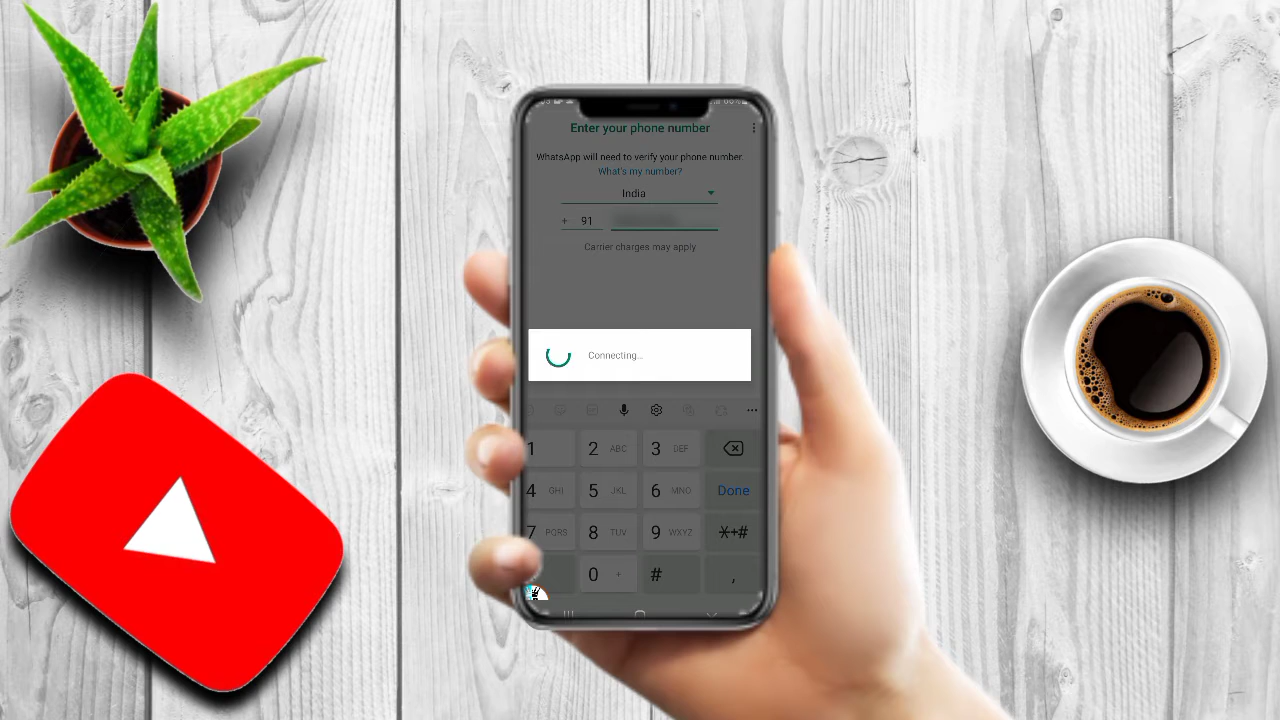 Enter your phone number
WhatsApp will need to verify your phone number.
What's my number?
India
+ 91
Carrier charges may apply
Connecting...
1
2 ABC
3 DEF
4 GHI
5 JKL
6 MNO
Done
7 PQRS
8 TUV
9 WXYZ
*+#
0 +
#
,